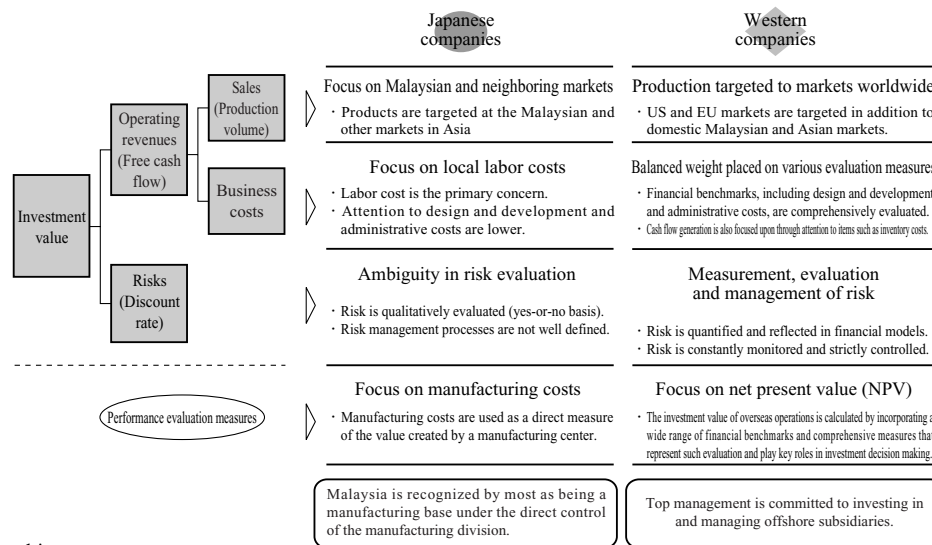 Japanese
companies
Western
companies
Investment
value
Operating
revenues
(Free cash
flow)
Sales
(Production
volume)
Business
costs
Risks
(Discount
rate)
Performance evaluation measures
Focus on Malaysian and neighboring markets
・Products are targeted at the Malaysian and
other markets in Asia
Production targeted to markets worldwide
・US and EU markets are targeted in addition to
domestic Malaysian and Asian markets.
Focus on local labor costs
・Labor cost is the primary concern.
・Attention to design and development and
administrative costs are lower.
Balanced weight placed on various evaluation measures
・Financial benchmarks, including design and development
and administrative costs, are comprehensively evaluated.
・Cash flow generation is also focused upon through attention to items such as inventory costs.
Ambiguity in risk evaluation
・Risk is qualitatively evaluated (yes-or-no basis).
・Risk management processes are not well defined.
Measurement, evaluation
and management of risk
・Risk is quantified and reflected in financial models.
・Risk is constantly monitored and strictly controlled.
Focus on manufacturing costs
・Manufacturing costs are used as a direct measure
of the value created by a manufacturing center.
Focus on net present value (NPV)
・The investment value of overseas operations is calculated by incorporating a
wide range of financial benchmarks and comprehensive measures that
represent such evaluation and play key roles in investment decision making.
Malaysia is recognized by most as being a
manufacturing base under the direct control
of the manufacturing division.
Top management is committed to investing in
and managing offshore subsidiaries.